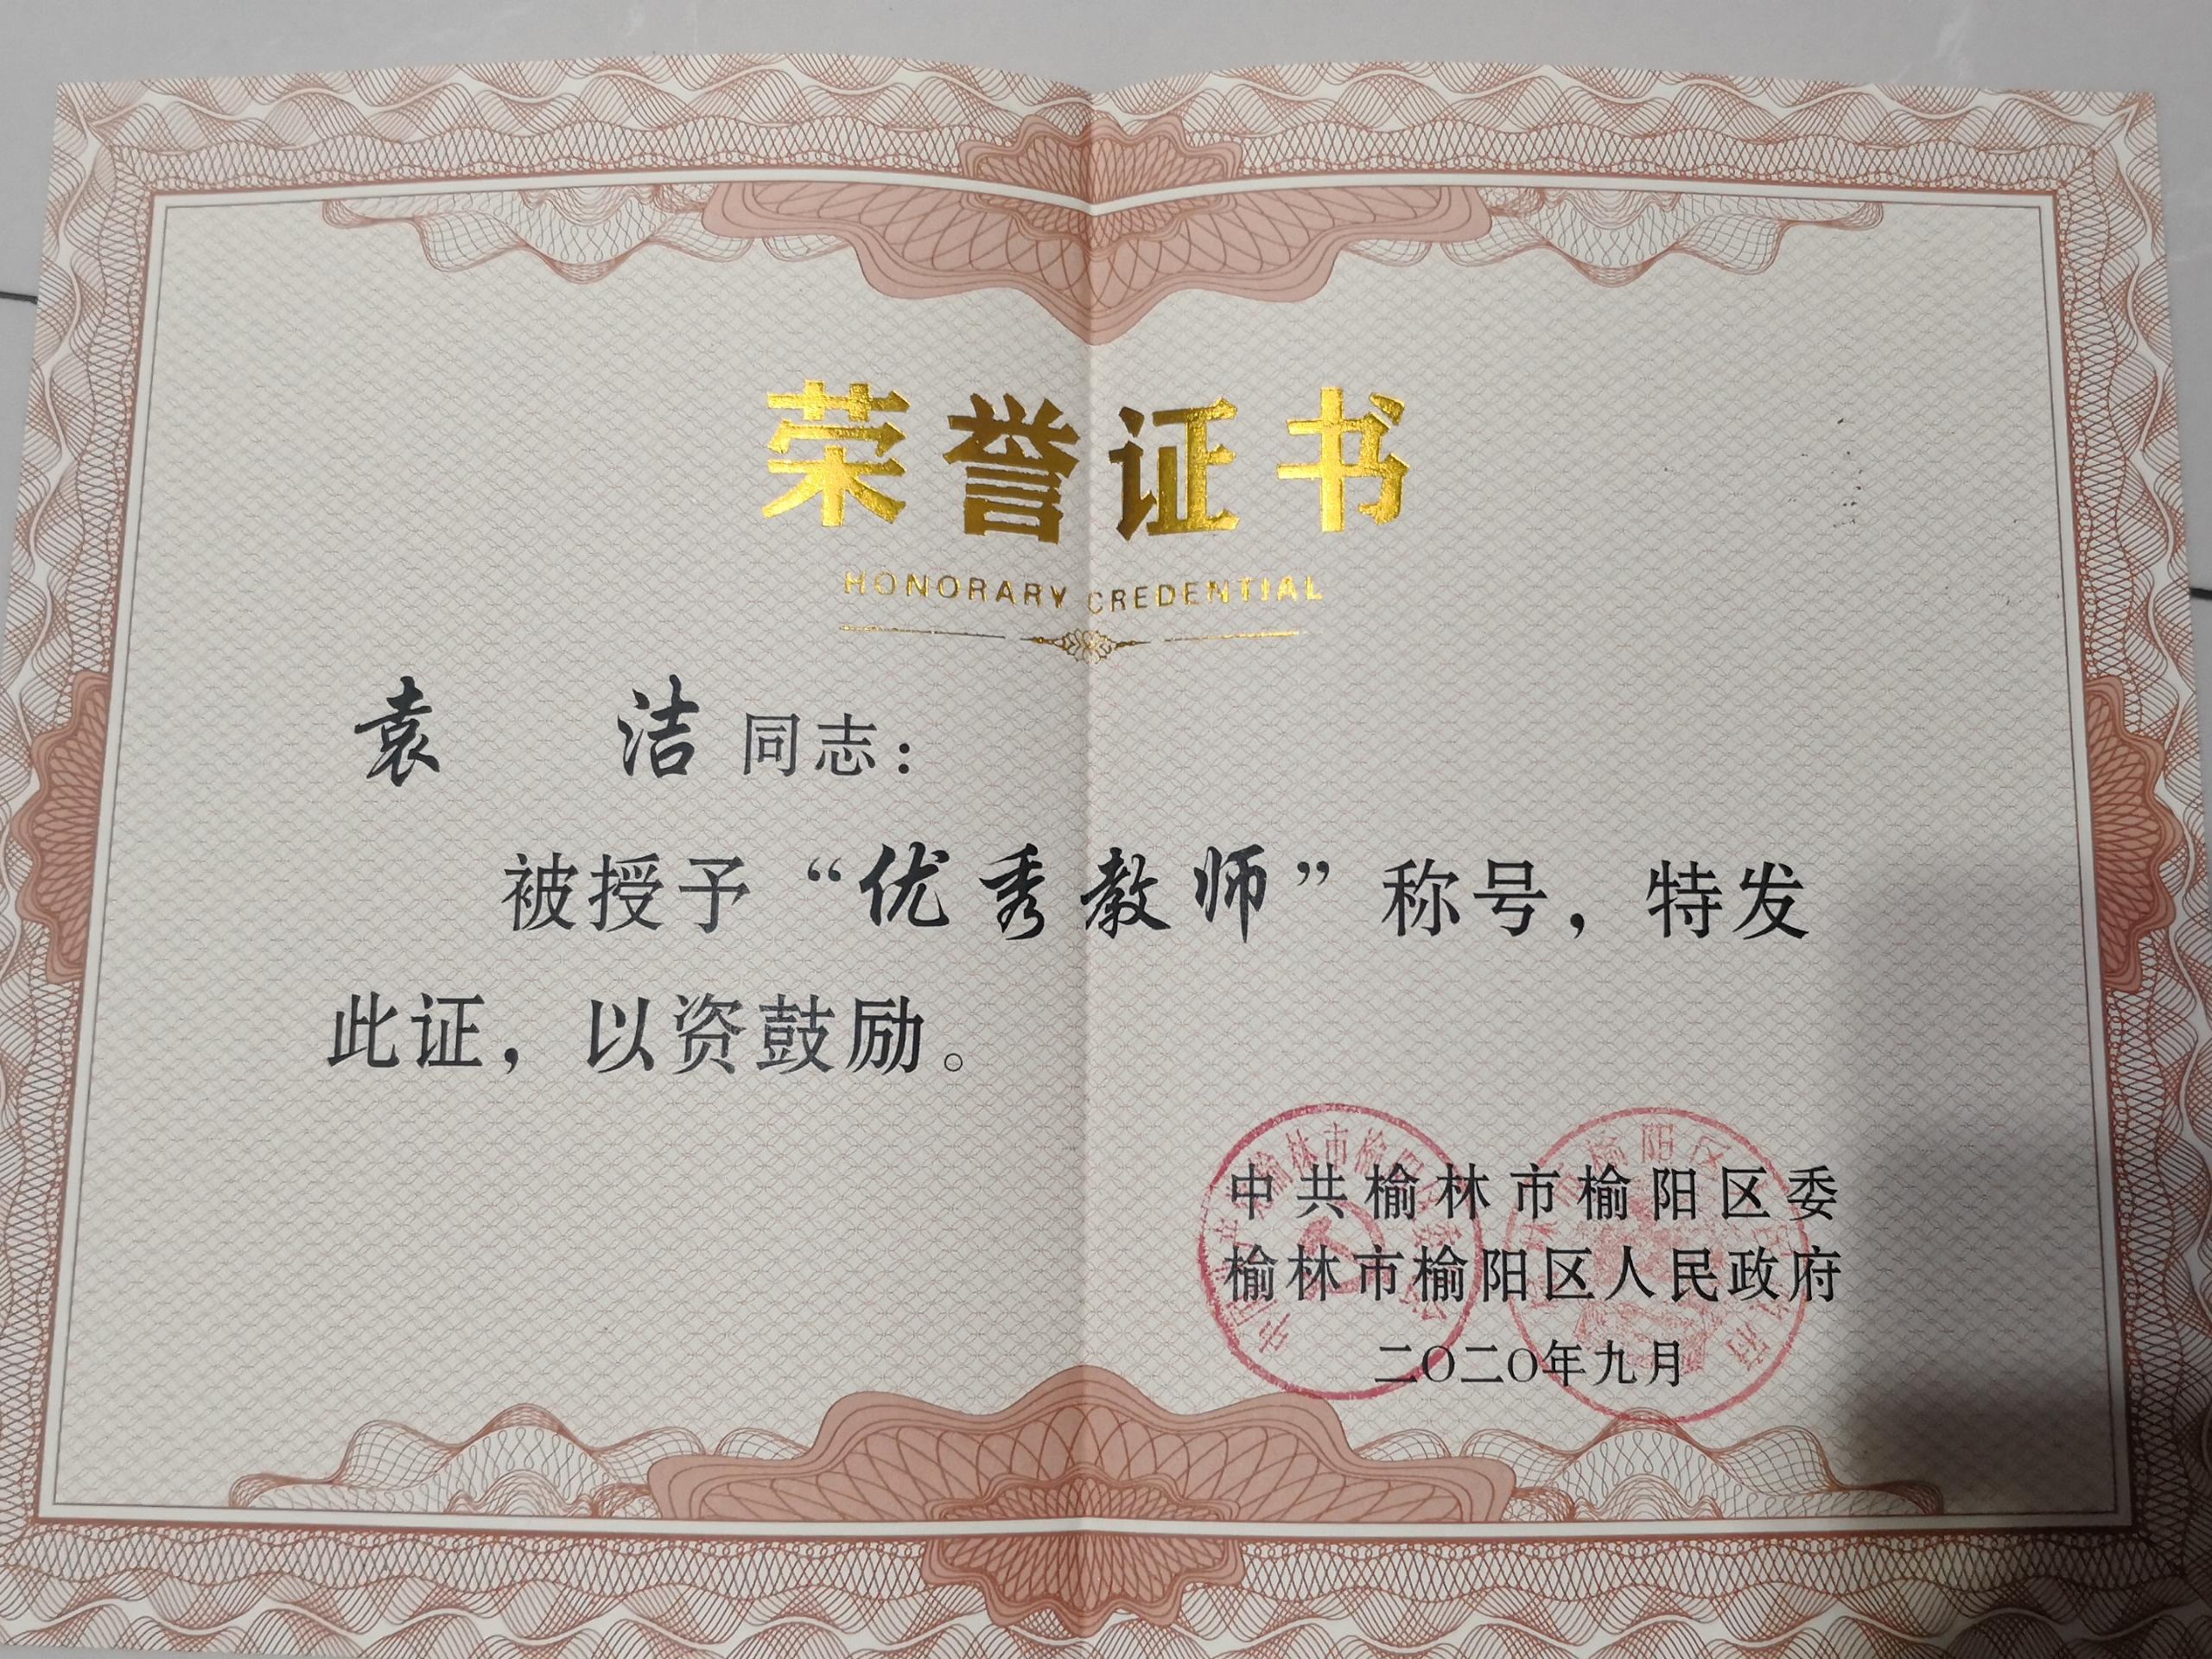 荣誉证书
HONORARY CREDENTIAL
袁 洁 同志：
被授予“优秀教师”称号，特发
此证，以资鼓励。
中共榆林市榆阳区委
榆林市榆阳区人民政府
二〇二〇年九月